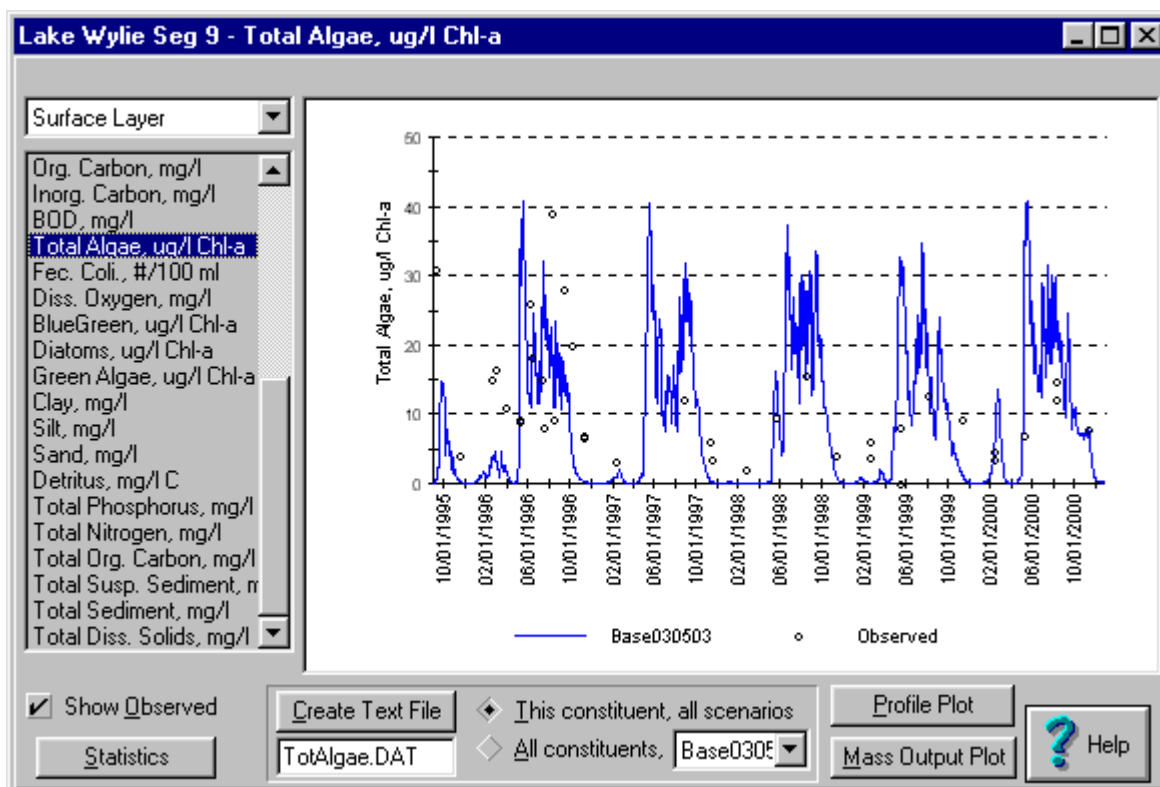 Lake Wylie Seg 9 - Total Algae, ug/l Chl-a
Surface Layer
Org. Carbon, mg/l
Inorg. Carbon, mg/l
BOD, mg/l
Total Algae, ug/l Chl-a
Fec. Coli., #/100 ml
Diss. Oxygen, mg/l
BlueGreen, ug/l Chl-a
Diatoms, ug/l Chl-a
Green Algae, ug/l Chl-a
Clay, mg/l
Silt, mg/l
Sand, mg/l
Detritus, mg/l C
Total Phosphorus, mg/l
Total Nitrogen, mg/l
Total Org. Carbon, mg/l
Total Susp. Sediment, m
Total Sediment, mg/l
Total Diss. Solids, mg/l
Total Algae, ug/l Chl-a
50
40
30
20
10
0
10/01/1995
02/01/1996
06/01/1996
10/01/1996
02/01/1997
06/01/1997
10/01/1997
02/01/1998
06/01/1998
10/01/1998
02/01/1999
06/01/1999
10/01/1999
02/01/2000
06/01/2000
10/01/2000
Base030503
Observed
Show Observed
Statistics
Create Text File
TotAlgae.DAT
This constituent, all scenarios
All constituents,
Base0305
Profile Plot
Mass Output Plot
? Help